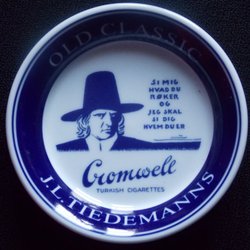 OLD CLASSIC
SI MIG
HVAD DU
RØKER
OG
JEG SKAL
SI DIG
HVEM DU ER
Cromwell
TURKISH CIGARETTES
J.L.TIEDEMANNS